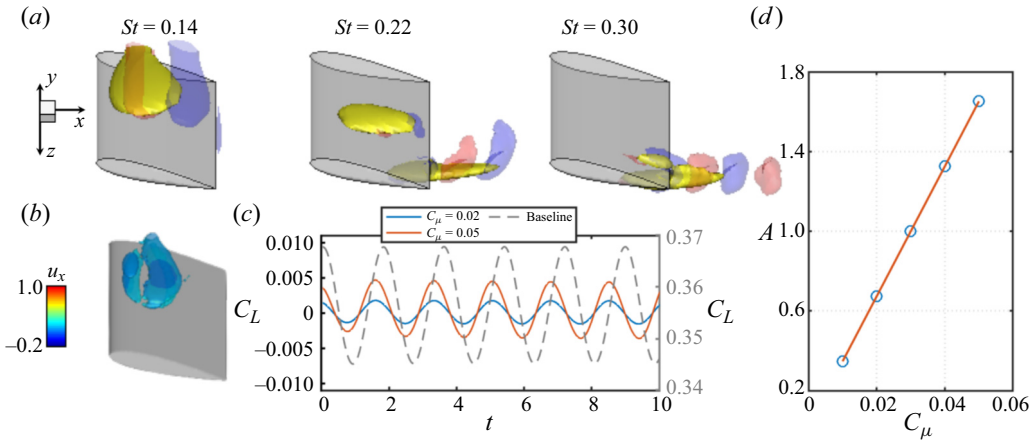 (a)
St = 0.14
St = 0.22
St = 0.30
y
x
z
(b)
u_x
1.0
–0.2
(c)
C_μ = 0.02
C_μ = 0.05
Baseline
0.010
0.005
0
–0.005
–0.010
C_L
0 2 4 6 8 10
t
0.37
0.36
0.35
0.34
C_L
(d)
1.8
1.4
1.0
0.6
0.2
A
0 0.02 0.04 0.06
C_μ